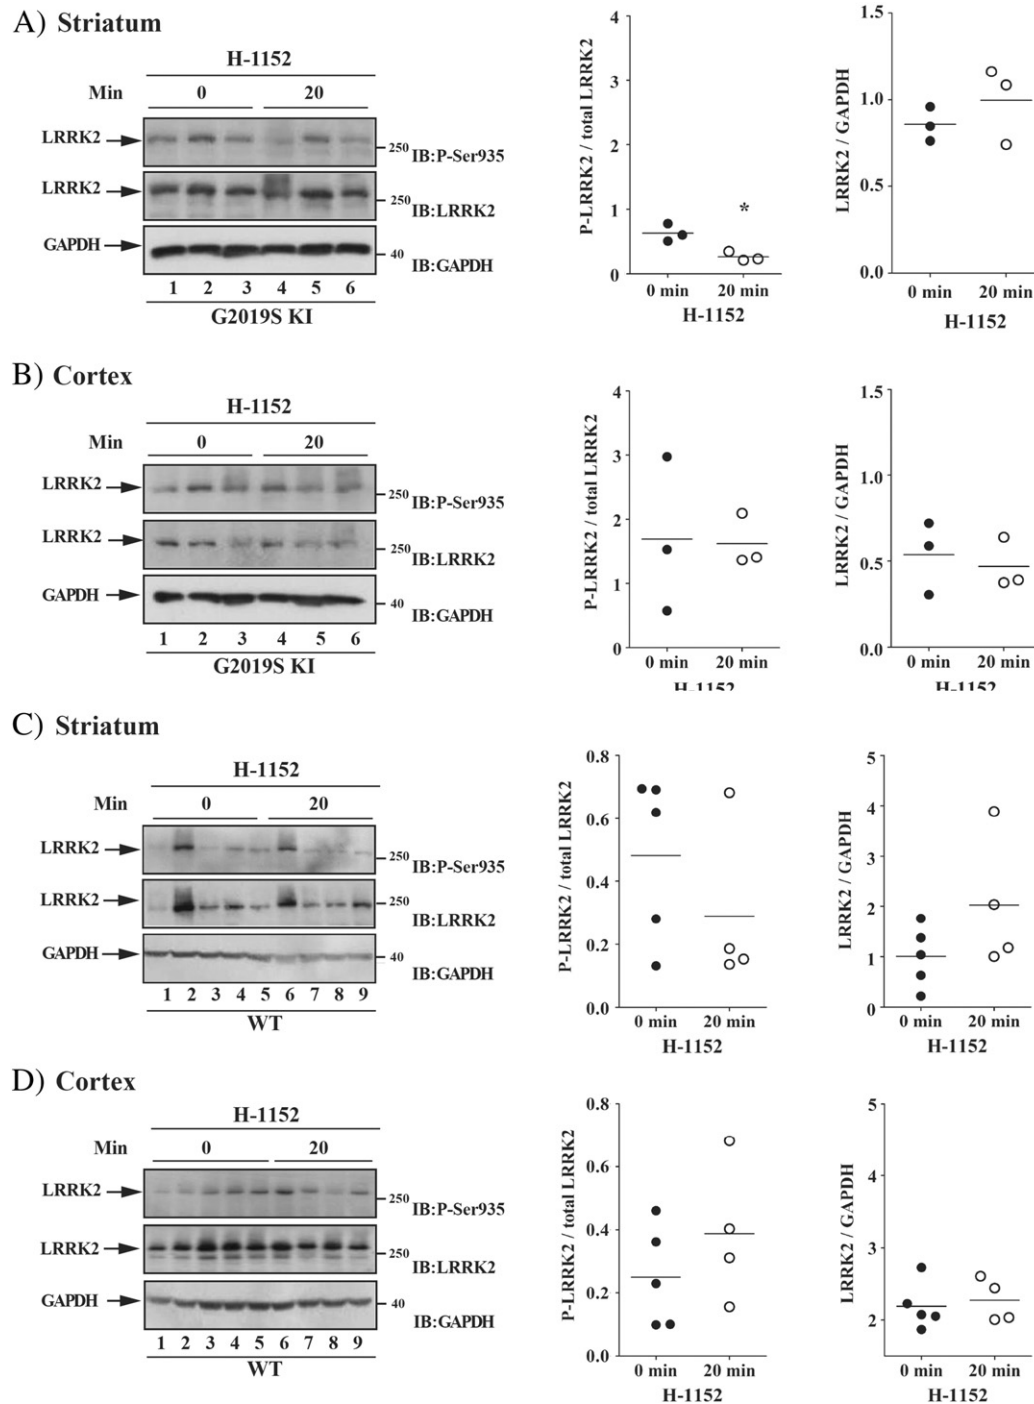 A) Striatum
H-1152
Min 0 20
LRRK2
250
IB:P-Ser935
LRRK2
250
IB:LRRK2
GAPDH
40
IB:GAPDH
1 2 3 4 5 6
G2019S KI
P-LRRK2 / total LRRK2
4
3
2
1
0
*
0 min 20 min
H-1152
LRRK2 / GAPDH
1.5
1.0
0.5
0.0
0 min 20 min
H-1152
B) Cortex
H-1152
Min 0 20
LRRK2
250
IB:P-Ser935
LRRK2
250
IB:LRRK2
GAPDH
40
IB:GAPDH
1 2 3 4 5 6
G2019S KI
P-LRRK2 / total LRRK2
4
3
2
1
0
0 min 20 min
H-1152
LRRK2 / GAPDH
1.5
1.0
0.5
0.0
0 min 20 min
H-1152
C) Striatum
H-1152
Min 0 20
LRRK2
250
IB:P-Ser935
LRRK2
250
IB:LRRK2
GAPDH
40
IB:GAPDH
1 2 3 4 5 6 7 8 9
WT
P-LRRK2 / total LRRK2
0.8
0.6
0.4
0.2
0.0
0 min 20 min
H-1152
LRRK2 / GAPDH
5
4
3
2
1
0
0 min 20 min
H-1152
D) Cortex
H-1152
Min 0 20
LRRK2
250
IB:P-Ser935
LRRK2
250
IB:LRRK2
GAPDH
40
IB:GAPDH
1 2 3 4 5 6 7 8 9
WT
P-LRRK2 / total LRRK2
0.8
0.6
0.4
0.2
0.0
0 min 20 min
H-1152
LRRK2 / GAPDH
5
4
3
2
0 min 20 min
H-1152